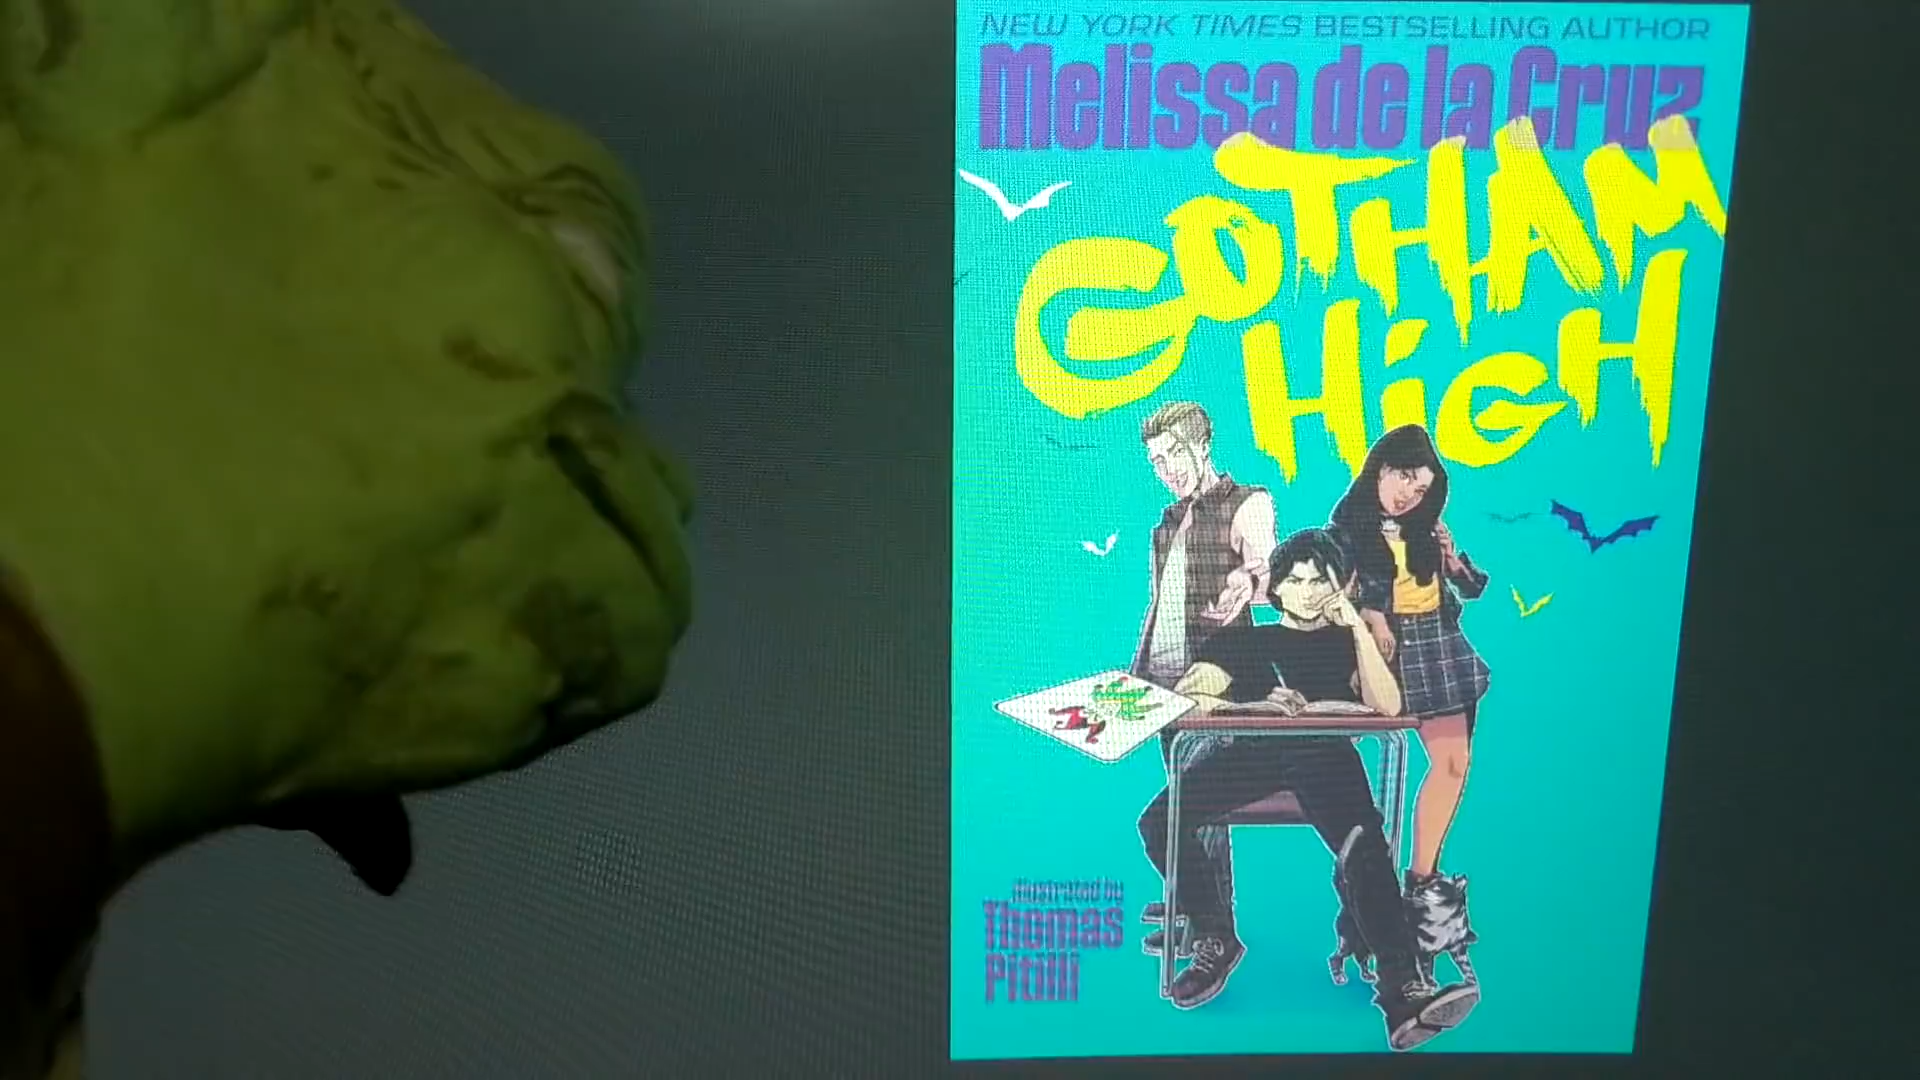 NEW YORK TIMES BESTSELLING AUTHOR
Melissa de la Cruz
GOTHAM
HiGH
illustrated by
Thomas
Pitilli